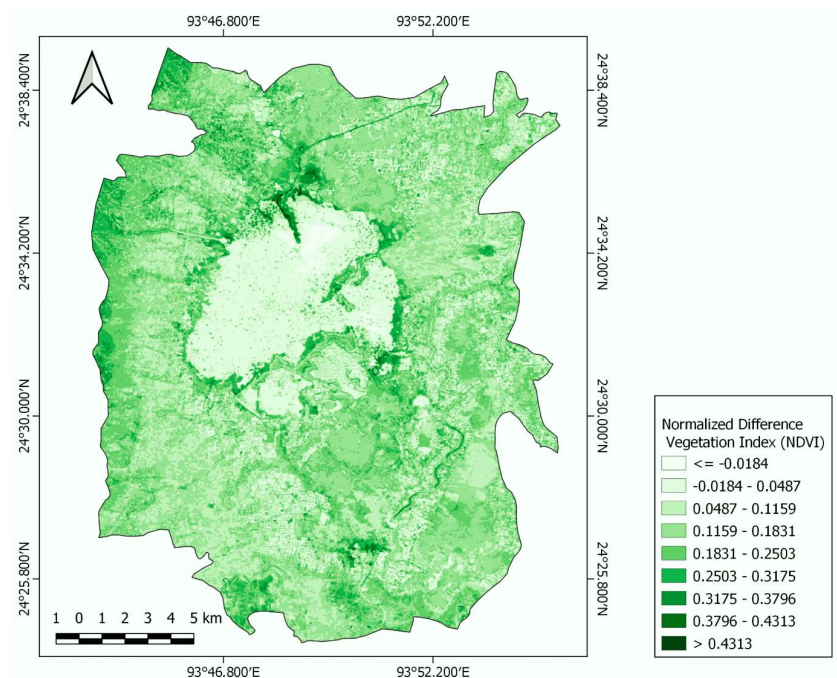 93°46.800’E 93°52.200’E
24°38.400’N 24°38.400’N
24°34.200’N 24°34.200’N
24°30.000’N 24°30.000’N
24°25.800’N 24°25.800’N
1 0 1 2 3 4 5 km
93°46.800’E 93°52.200’E
Normalized Difference
Vegetation Index (NDVI)
<= -0.0184
-0.0184 - 0.0487
0.0487 - 0.1159
0.1159 - 0.1831
0.1831 - 0.2503
0.2503 - 0.3175
0.3175 - 0.3796
0.3796 - 0.4313
> 0.4313